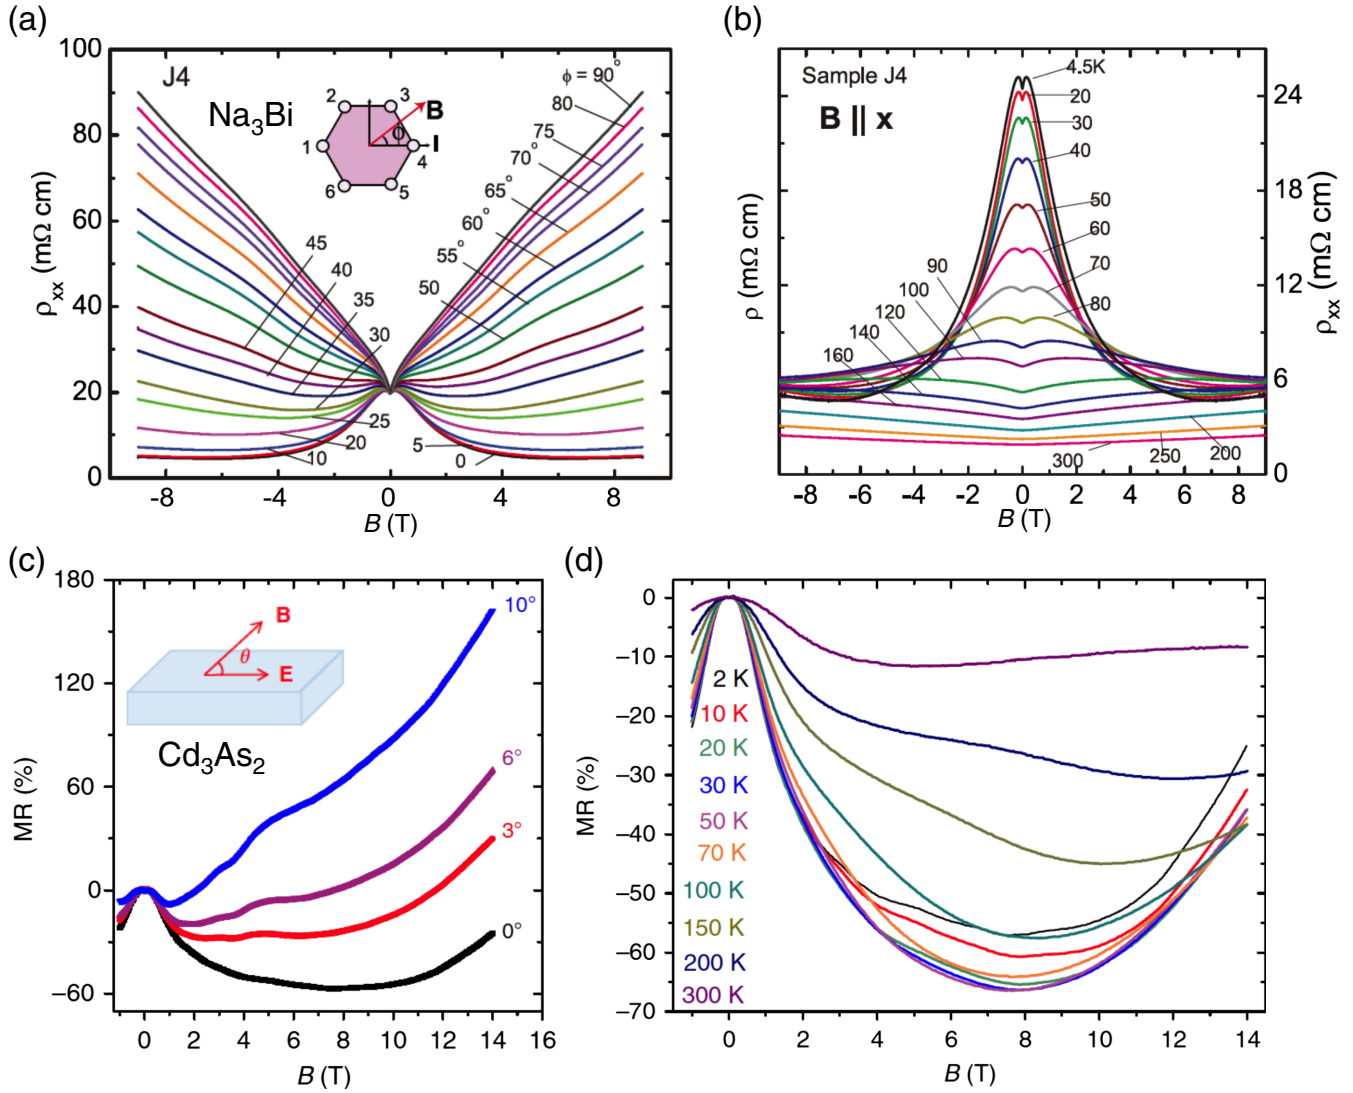 (a)
100
80
60
40
20
0
ρxx (mΩ cm)
J4
Na3Bi
2
3
B
ϕ
I
1
4
6
5
ϕ = 90°
80
75
70°
65°
60°
55°
50
45
40
35
30
25
20
10
5
0
-8
-4
0
4
8
B (T)
(b)
Sample J4
B || x
4.5K
20
30
40
50
60
70
80
90
100
120
140
160
200
250
300
24
18
12
6
0
ρ (mΩ cm)
ρxx (mΩ cm)
-8
-6
-4
-2
0
2
4
6
8
B (T)
(c)
180
120
60
0
−60
MR (%)
B
θ
E
Cd3As2
10°
6°
3°
0°
0
2
4
6
8
10
12
14
16
B (T)
(d)
0
−10
−20
−30
−40
−50
−60
−70
MR (%)
2 K
10 K
20 K
30 K
50 K
70 K
100 K
150 K
200 K
300 K
0
2
4
6
8
10
12
14
B (T)